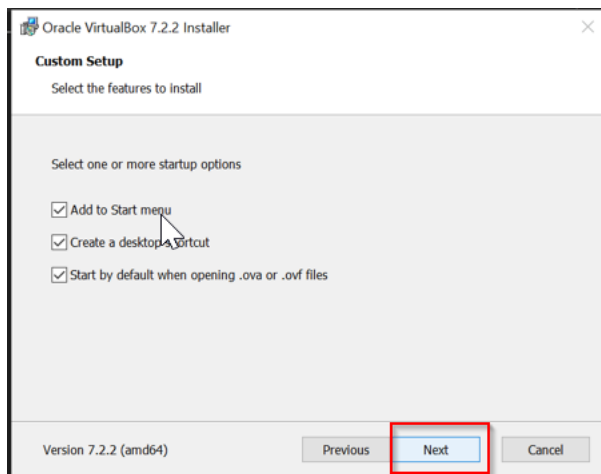 Oracle VirtualBox 7.2.2 Installer
Custom Setup
Select the features to install
Select one or more startup options
Add to Start menu
Create a desktop shortcut
Start by default when opening .ova or .ovf files
Version 7.2.2 (amd64)
Previous
Next
Cancel